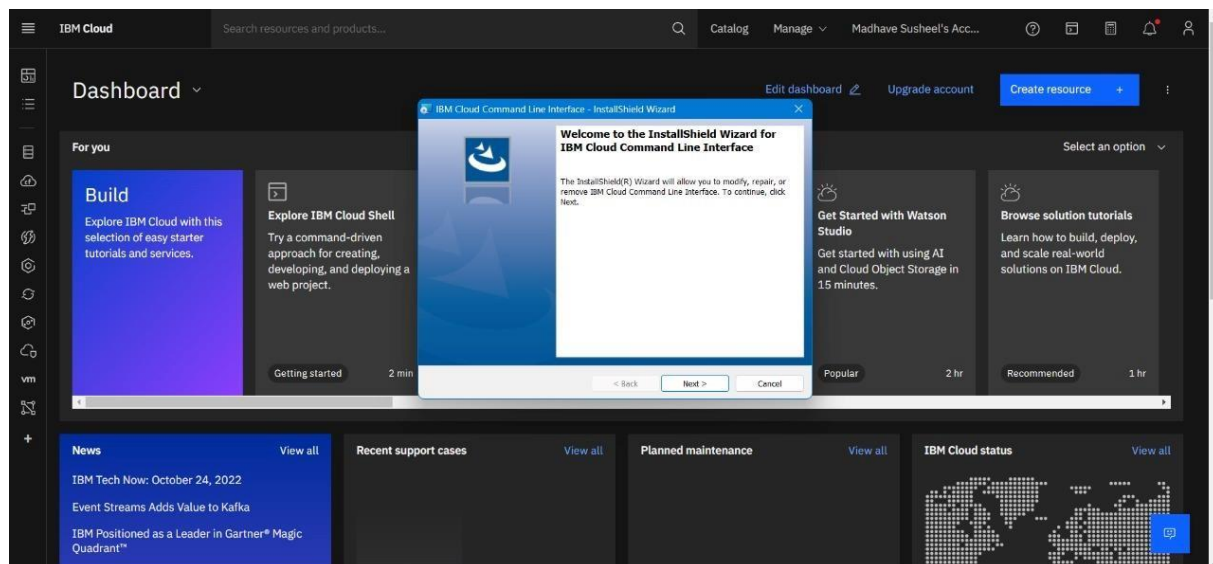 IBM Cloud
Search resources and products...
Catalog
Manage
Madhave Susheel's Acc...
Dashboard
Edit dashboard
Upgrade account
Create resource +
For you
Select an option
Build
Explore IBM Cloud with this
selection of easy starter
tutorials and services.
Explore IBM Cloud Shell
Try a command-driven
approach for creating,
developing, and deploying a
web project.
Getting started
2 min
IBM Cloud Command Line Interface - InstallShield Wizard
Welcome to the InstallShield Wizard for
IBM Cloud Command Line Interface
The InstallShield(R) Wizard will allow you to modify, repair, or
remove IBM Cloud Command Line Interface. To continue, click
Next.
< Back
Next >
Cancel
Get Started with Watson
Studio
Get started with using AI
and Cloud Object Storage in
15 minutes.
Popular
2 hr
Browse solution tutorials
Learn how to build, deploy,
and scale real-world
solutions on IBM Cloud.
Recommended
1 hr
vm
News
View all
IBM Tech Now: October 24, 2022
Event Streams Adds Value to Kafka
IBM Positioned as a Leader in Gartner® Magic
Quadrant™
Recent support cases
View all
Planned maintenance
View all
IBM Cloud status
View all